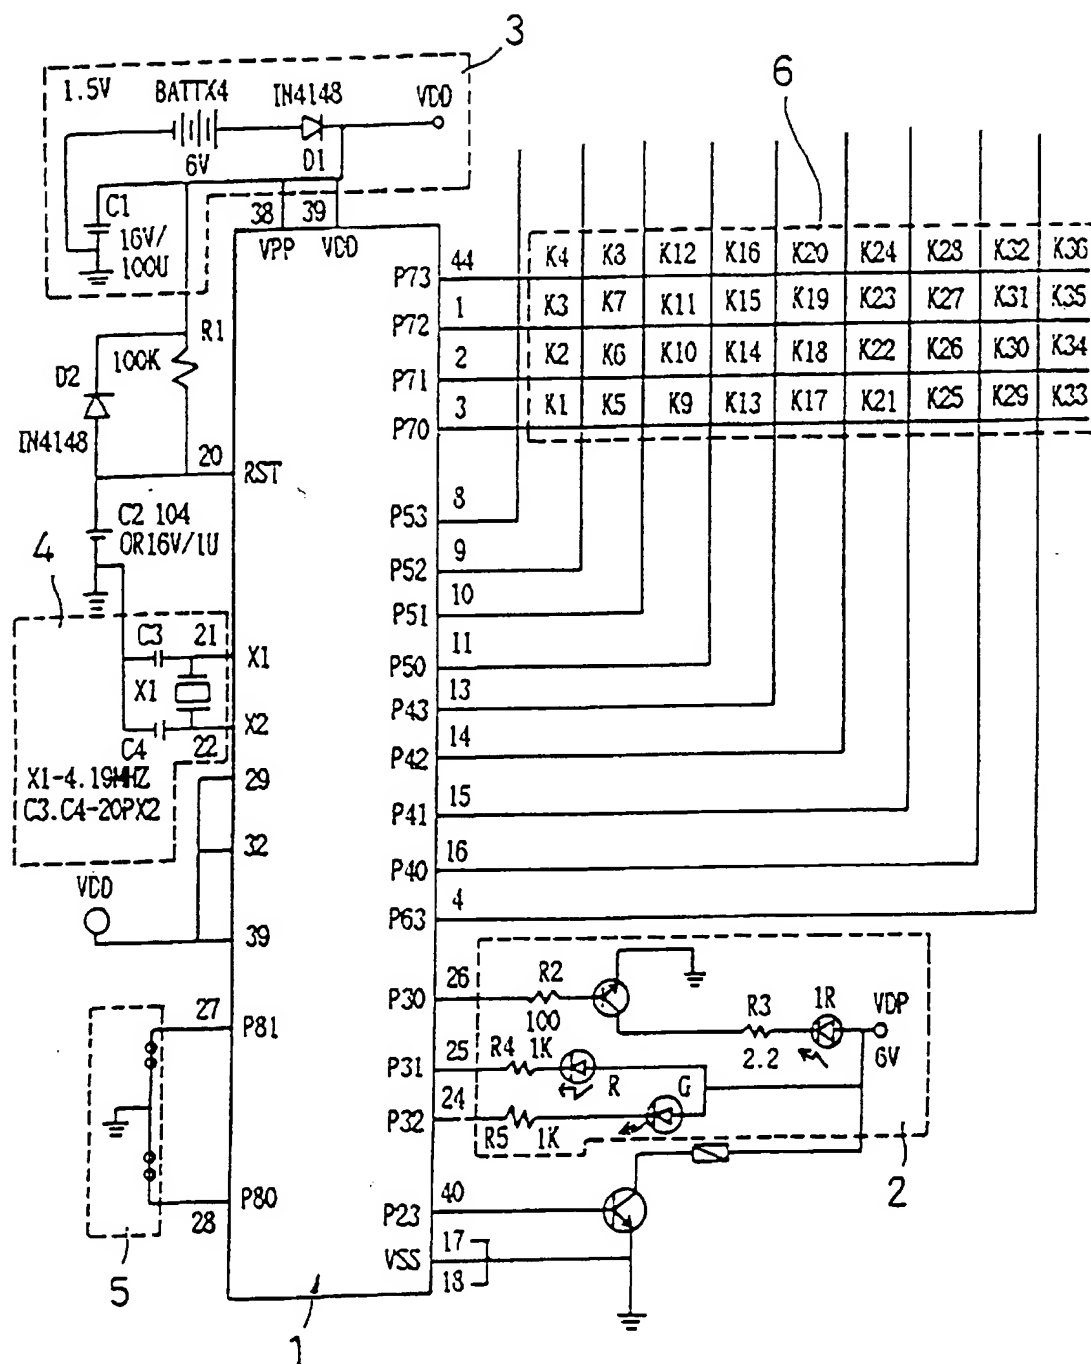 3
6
1.5V BATTX4 IN4148 VDD
6V D1
C1
16V/
100U
38 39
VPP VDD
44
P73
K4 K8 K12 K16 K20 K24 K28 K32 K36
1
P72
K3 K7 K11 K15 K19 K23 K27 K31 K35
2
P71
K2 K6 K10 K14 K18 K22 K26 K30 K34
3
P70
K1 K5 K9 K13 K17 K21 K25 K29 K33
R1
100K
D2
IN4148
20
RST
C2 104
OR16V/1U
4
8
P53
9
P52
10
P51
11
P50
13
P43
14
P42
15
P41
16
P40
4
P63
C3 21
X1
X1
X2
C4 22
X1-4.19MHZ
C3.C4-20PX2
29
32
VDD
39
26
P30
R2
100
R3
2.2
1R
VDP
6V
25
P31
R4 1K
R
24
P32
R5 1K
G
2
27
P81
P80
28
5
40
P23
VSS
17
18
1